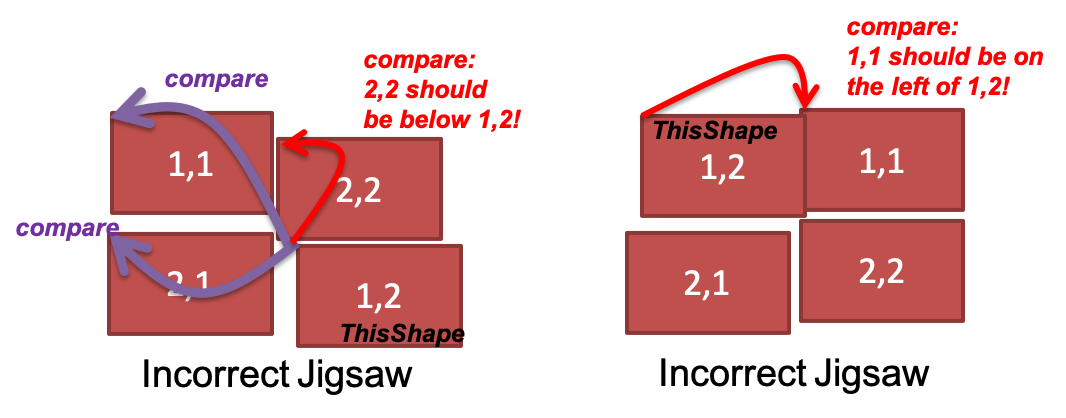 compare
compare:
2,2 should
be below 1,2!
1,1
2,2
compare
2,1
1,2
ThisShape
Incorrect Jigsaw
compare:
1,1 should be on
the left of 1,2!
ThisShape
1,2
1,1
2,1
2,2
Incorrect Jigsaw